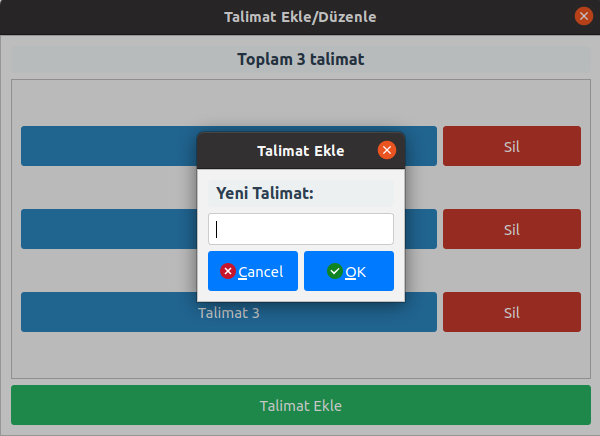 Talimat Ekle/Düzenle
Toplam 3 talimat
Sil
Talimat Ekle
Yeni Talimat:
Sil
Cancel
OK
Talimat 3
Sil
Talimat Ekle